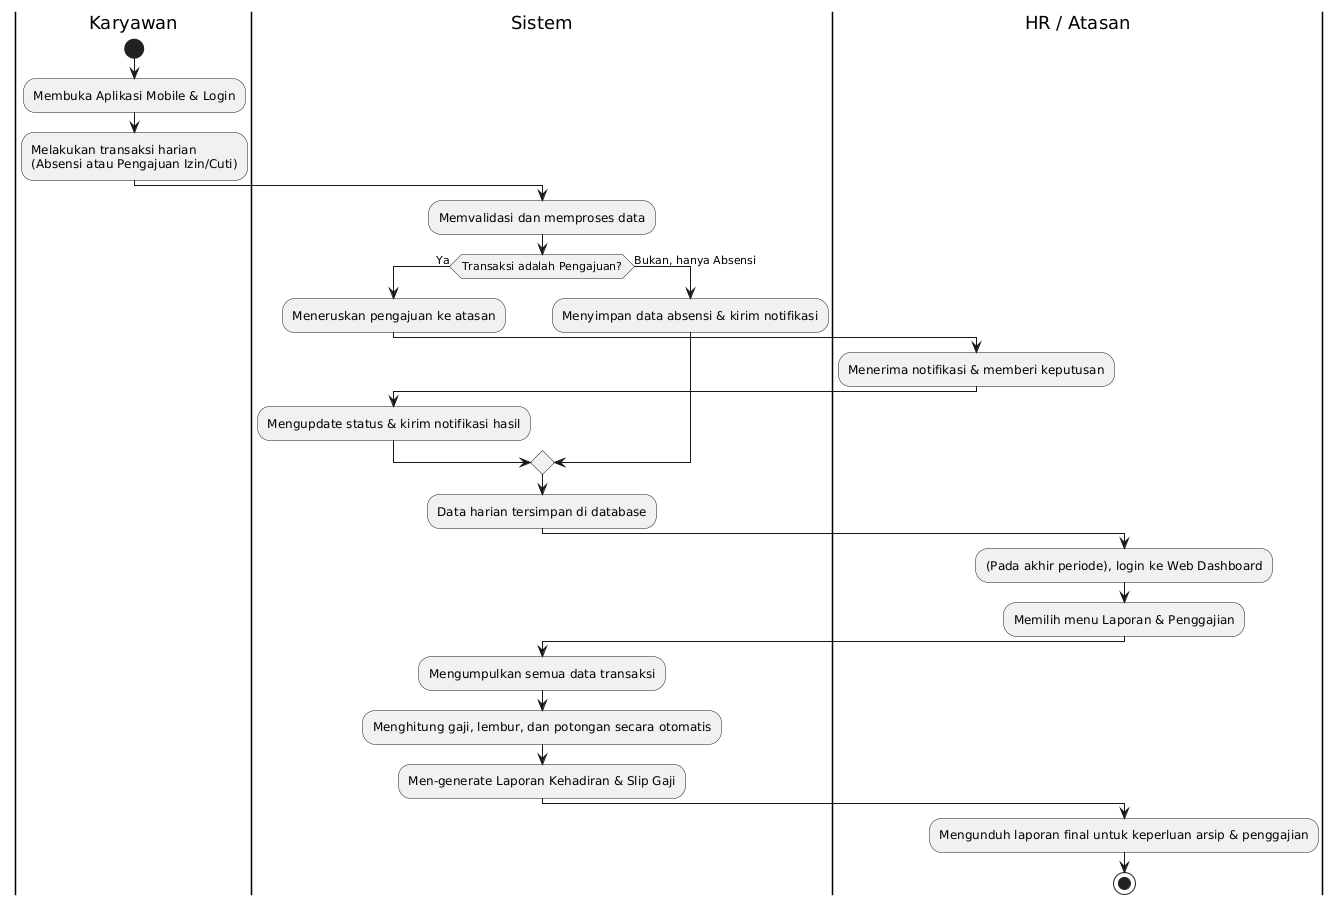 Karyawan
Sistem
HR / Atasan
Membuka Aplikasi Mobile & Login
Melakukan transaksi harian
(Absensi atau Pengajuan Izin/Cuti)
Memvalidasi dan memproses data
Ya
Transaksi adalah Pengajuan?
Bukan, hanya Absensi
Meneruskan pengajuan ke atasan
Menyimpan data absensi & kirim notifikasi
Menerima notifikasi & memberi keputusan
Mengupdate status & kirim notifikasi hasil
Data harian tersimpan di database
(Pada akhir periode), login ke Web Dashboard
Memilih menu Laporan & Penggajian
Mengumpulkan semua data transaksi
Menghitung gaji, lembur, dan potongan secara otomatis
Men-generate Laporan Kehadiran & Slip Gaji
Mengunduh laporan final untuk keperluan arsip & penggajian